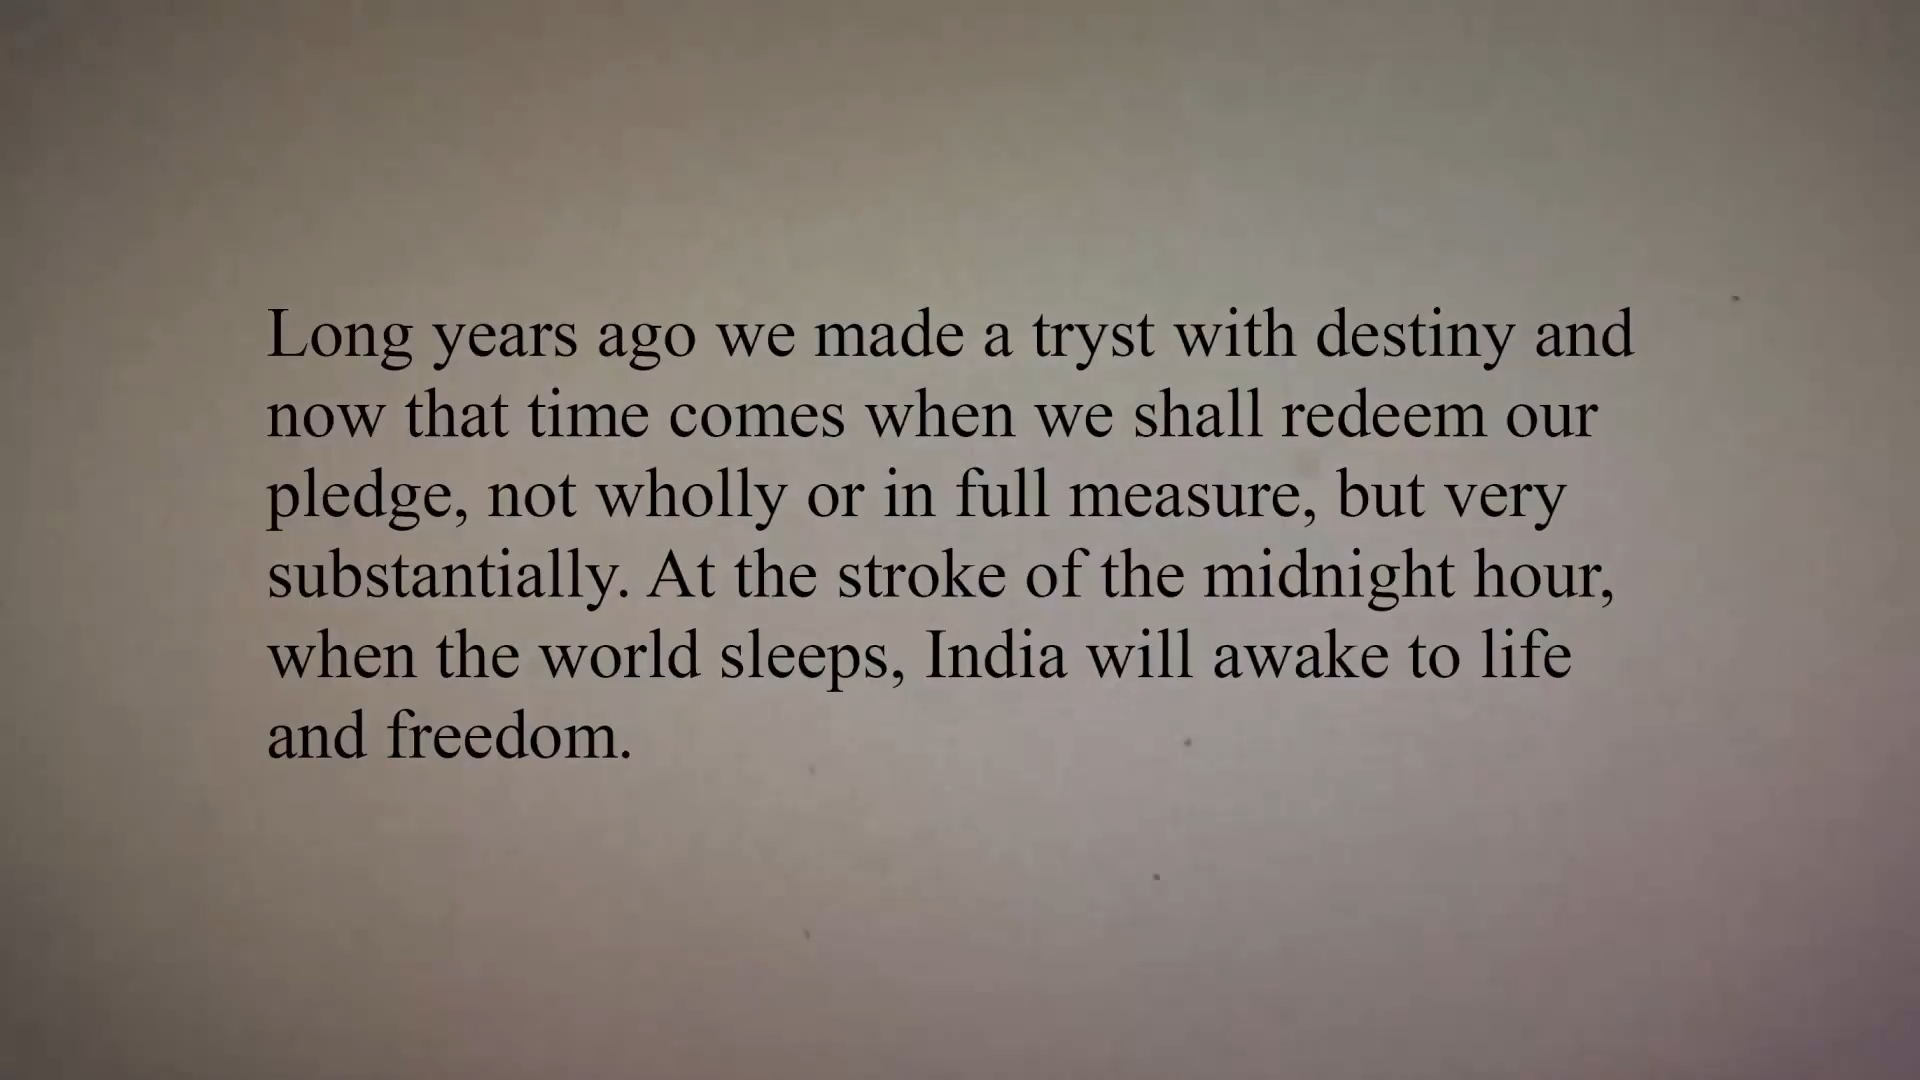 Long years ago we made a tryst with destiny and
now that time comes when we shall redeem our
pledge, not wholly or in full measure, but very
substantially. At the stroke of the midnight hour,
when the world sleeps, India will awake to life
and freedom.